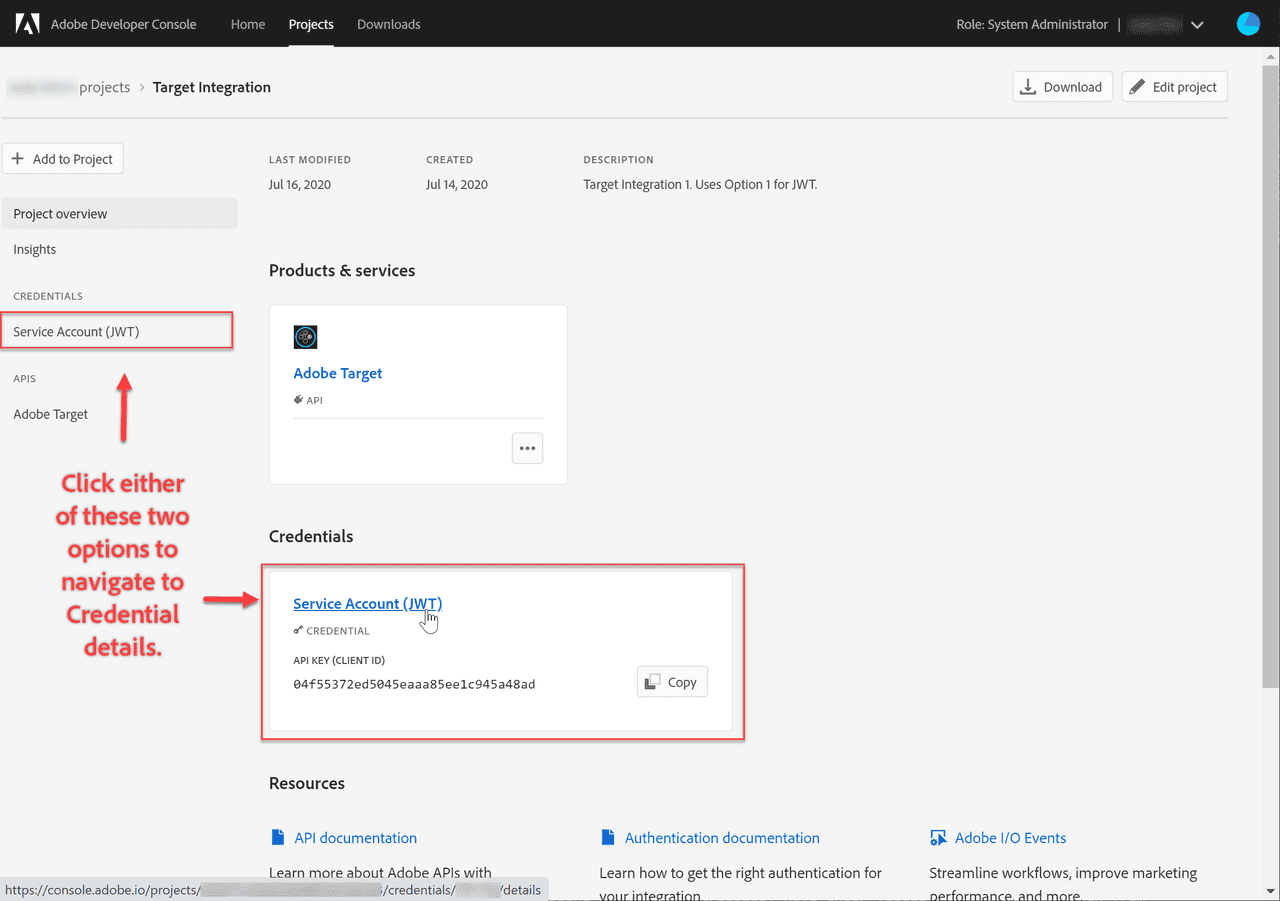 Adobe Developer Console
Home
Projects
Downloads
Role: System Administrator |
projects > Target Integration
Download
Edit project
+ Add to Project
LAST MODIFIED
CREATED
DESCRIPTION
Jul 16, 2020
Jul 14, 2020
Target Integration 1. Uses Option 1 for JWT.
Project overview
Insights
CREDENTIALS
Service Account (JWT)
APIS
Adobe Target
Click either
of these two
options to
navigate to
Credential
details.
Products & services
Adobe Target
API
Credentials
Service Account (JWT)
CREDENTIAL
API KEY (CLIENT ID)
04f55372ed5045eaaa85ee1c945a48ad
Copy
Resources
API documentation
Authentication documentation
Adobe I/O Events
Learn more about Adobe APIs with
Learn how to get the right authentication for
your integration.
Streamline workflows, improve marketing
performance, and more.
https://console.adobe.io/projects/ /credentials/ /details